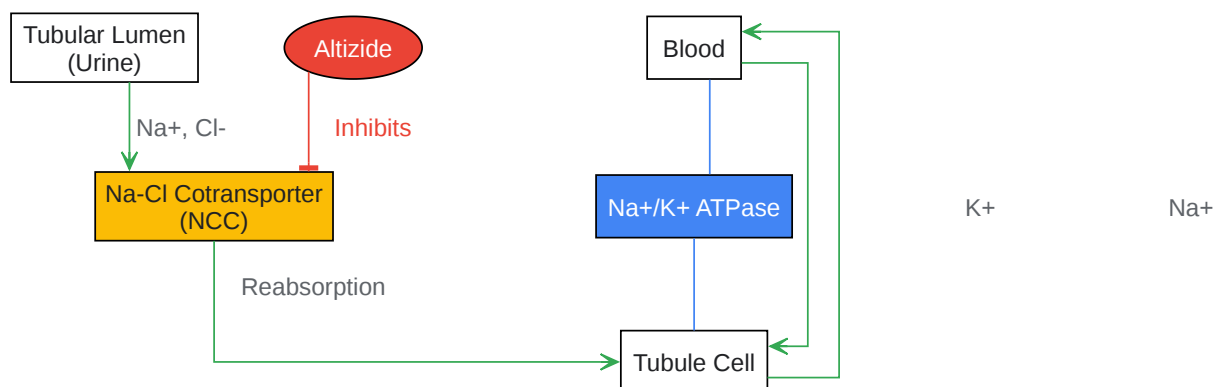 Tubular Lumen
(Urine)
Altizide
Blood
Na+, Cl-
Inhibits
Na-Cl Cotransporter
(NCC)
Na+/K+ ATPase
K+
Na+
Reabsorption
Tubule Cell